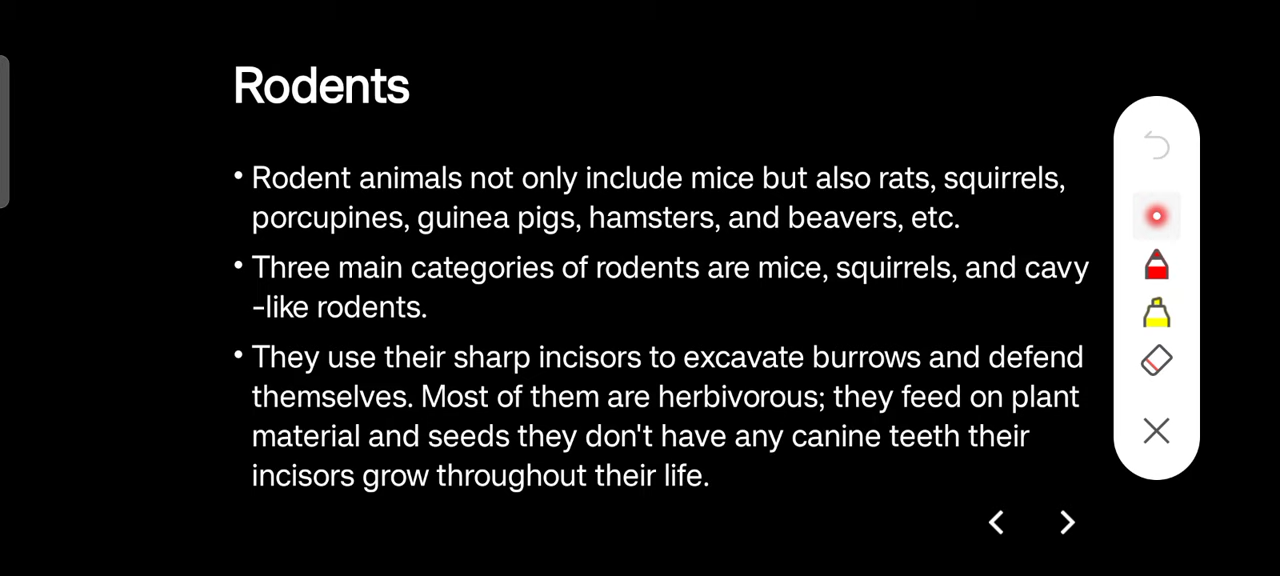 Rodents
• Rodent animals not only include mice but also rats, squirrels,
porcupines, guinea pigs, hamsters, and beavers, etc.
• Three main categories of rodents are mice, squirrels, and cavy
-like rodents.
• They use their sharp incisors to excavate burrows and defend
themselves. Most of them are herbivorous; they feed on plant
material and seeds they don't have any canine teeth their
incisors grow throughout their life.